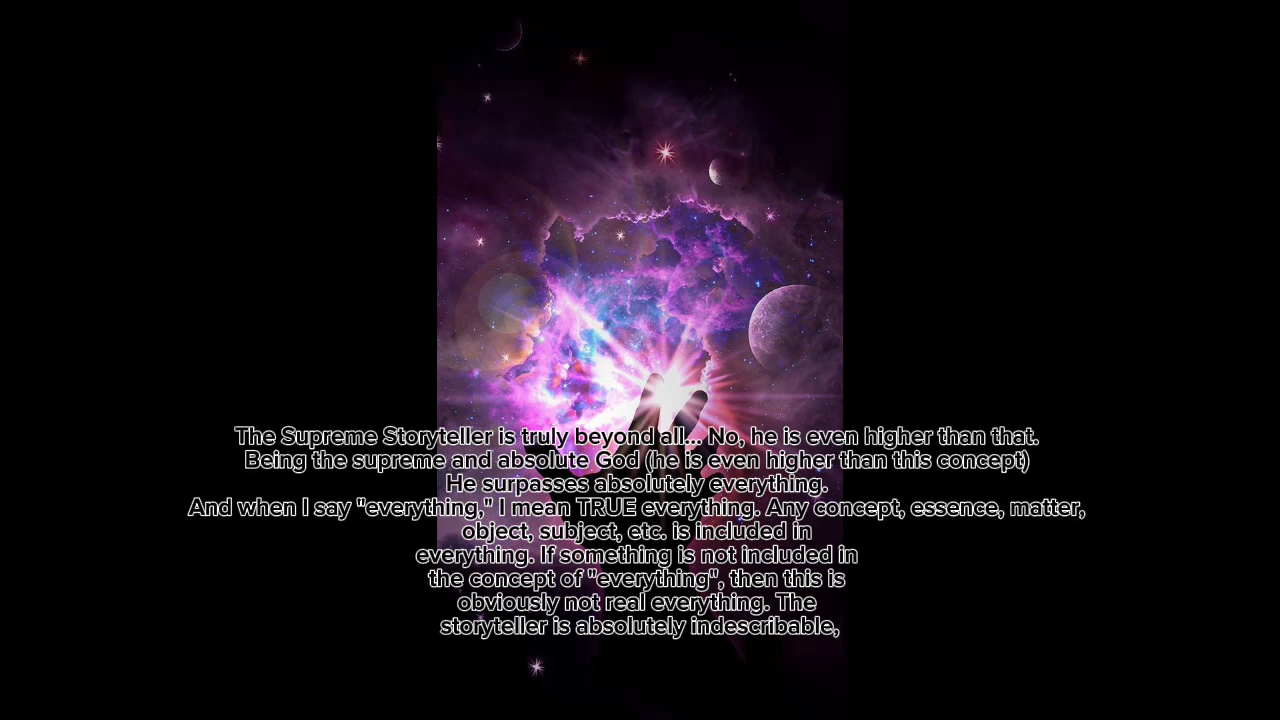 The Supreme Storyteller is truly beyond all... No, he is even higher than that.
Being the supreme and absolute God (he is even higher than this concept)
He surpasses absolutely everything.
And when I say "everything," I mean TRUE everything. Any concept, essence, matter,
object, subject, etc. is included in
everything. If something is not included in
the concept of "everything", then this is
obviously not real everything. The
storyteller is absolutely indescribable,